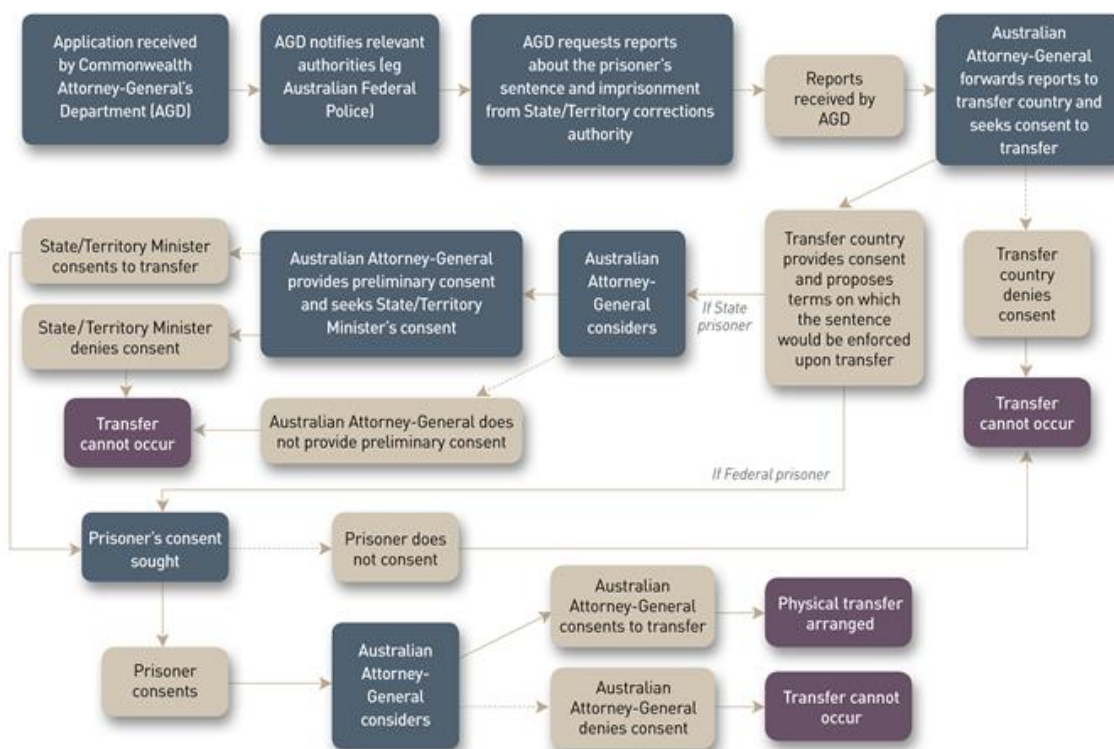 Application received
by Commonwealth
Attorney-General's
Department (AGD)
AGD notifies relevant
authorities (eg
Australian Federal
Police)
AGD requests reports
about the prisoner's
sentence and imprisonment
from State/Territory corrections
authority
Reports
received by
AGD
Australian
Attorney-General
forwards reports to
transfer country and
seeks consent to
transfer
State/Territory Minister
consents to transfer
State/Territory Minister
denies consent
Australian Attorney-General
provides preliminary consent
and seeks State/Territory
Minister's consent
Australian
Attorney-
General
considers
If State
prisoner
Transfer country
provides consent
and proposes
terms on which
the sentence
would be enforced
upon transfer
Transfer
country
denies
consent
Transfer
cannot occur
Australian Attorney-General does
not provide preliminary consent
Transfer
cannot occur
If Federal prisoner
Prisoner's consent
sought
Prisoner does
not consent
Prisoner
consents
Australian
Attorney-
General
considers
Australian
Attorney-General
consents to transfer
Physical transfer
arranged
Australian
Attorney-General
denies consent
Transfer cannot
occur